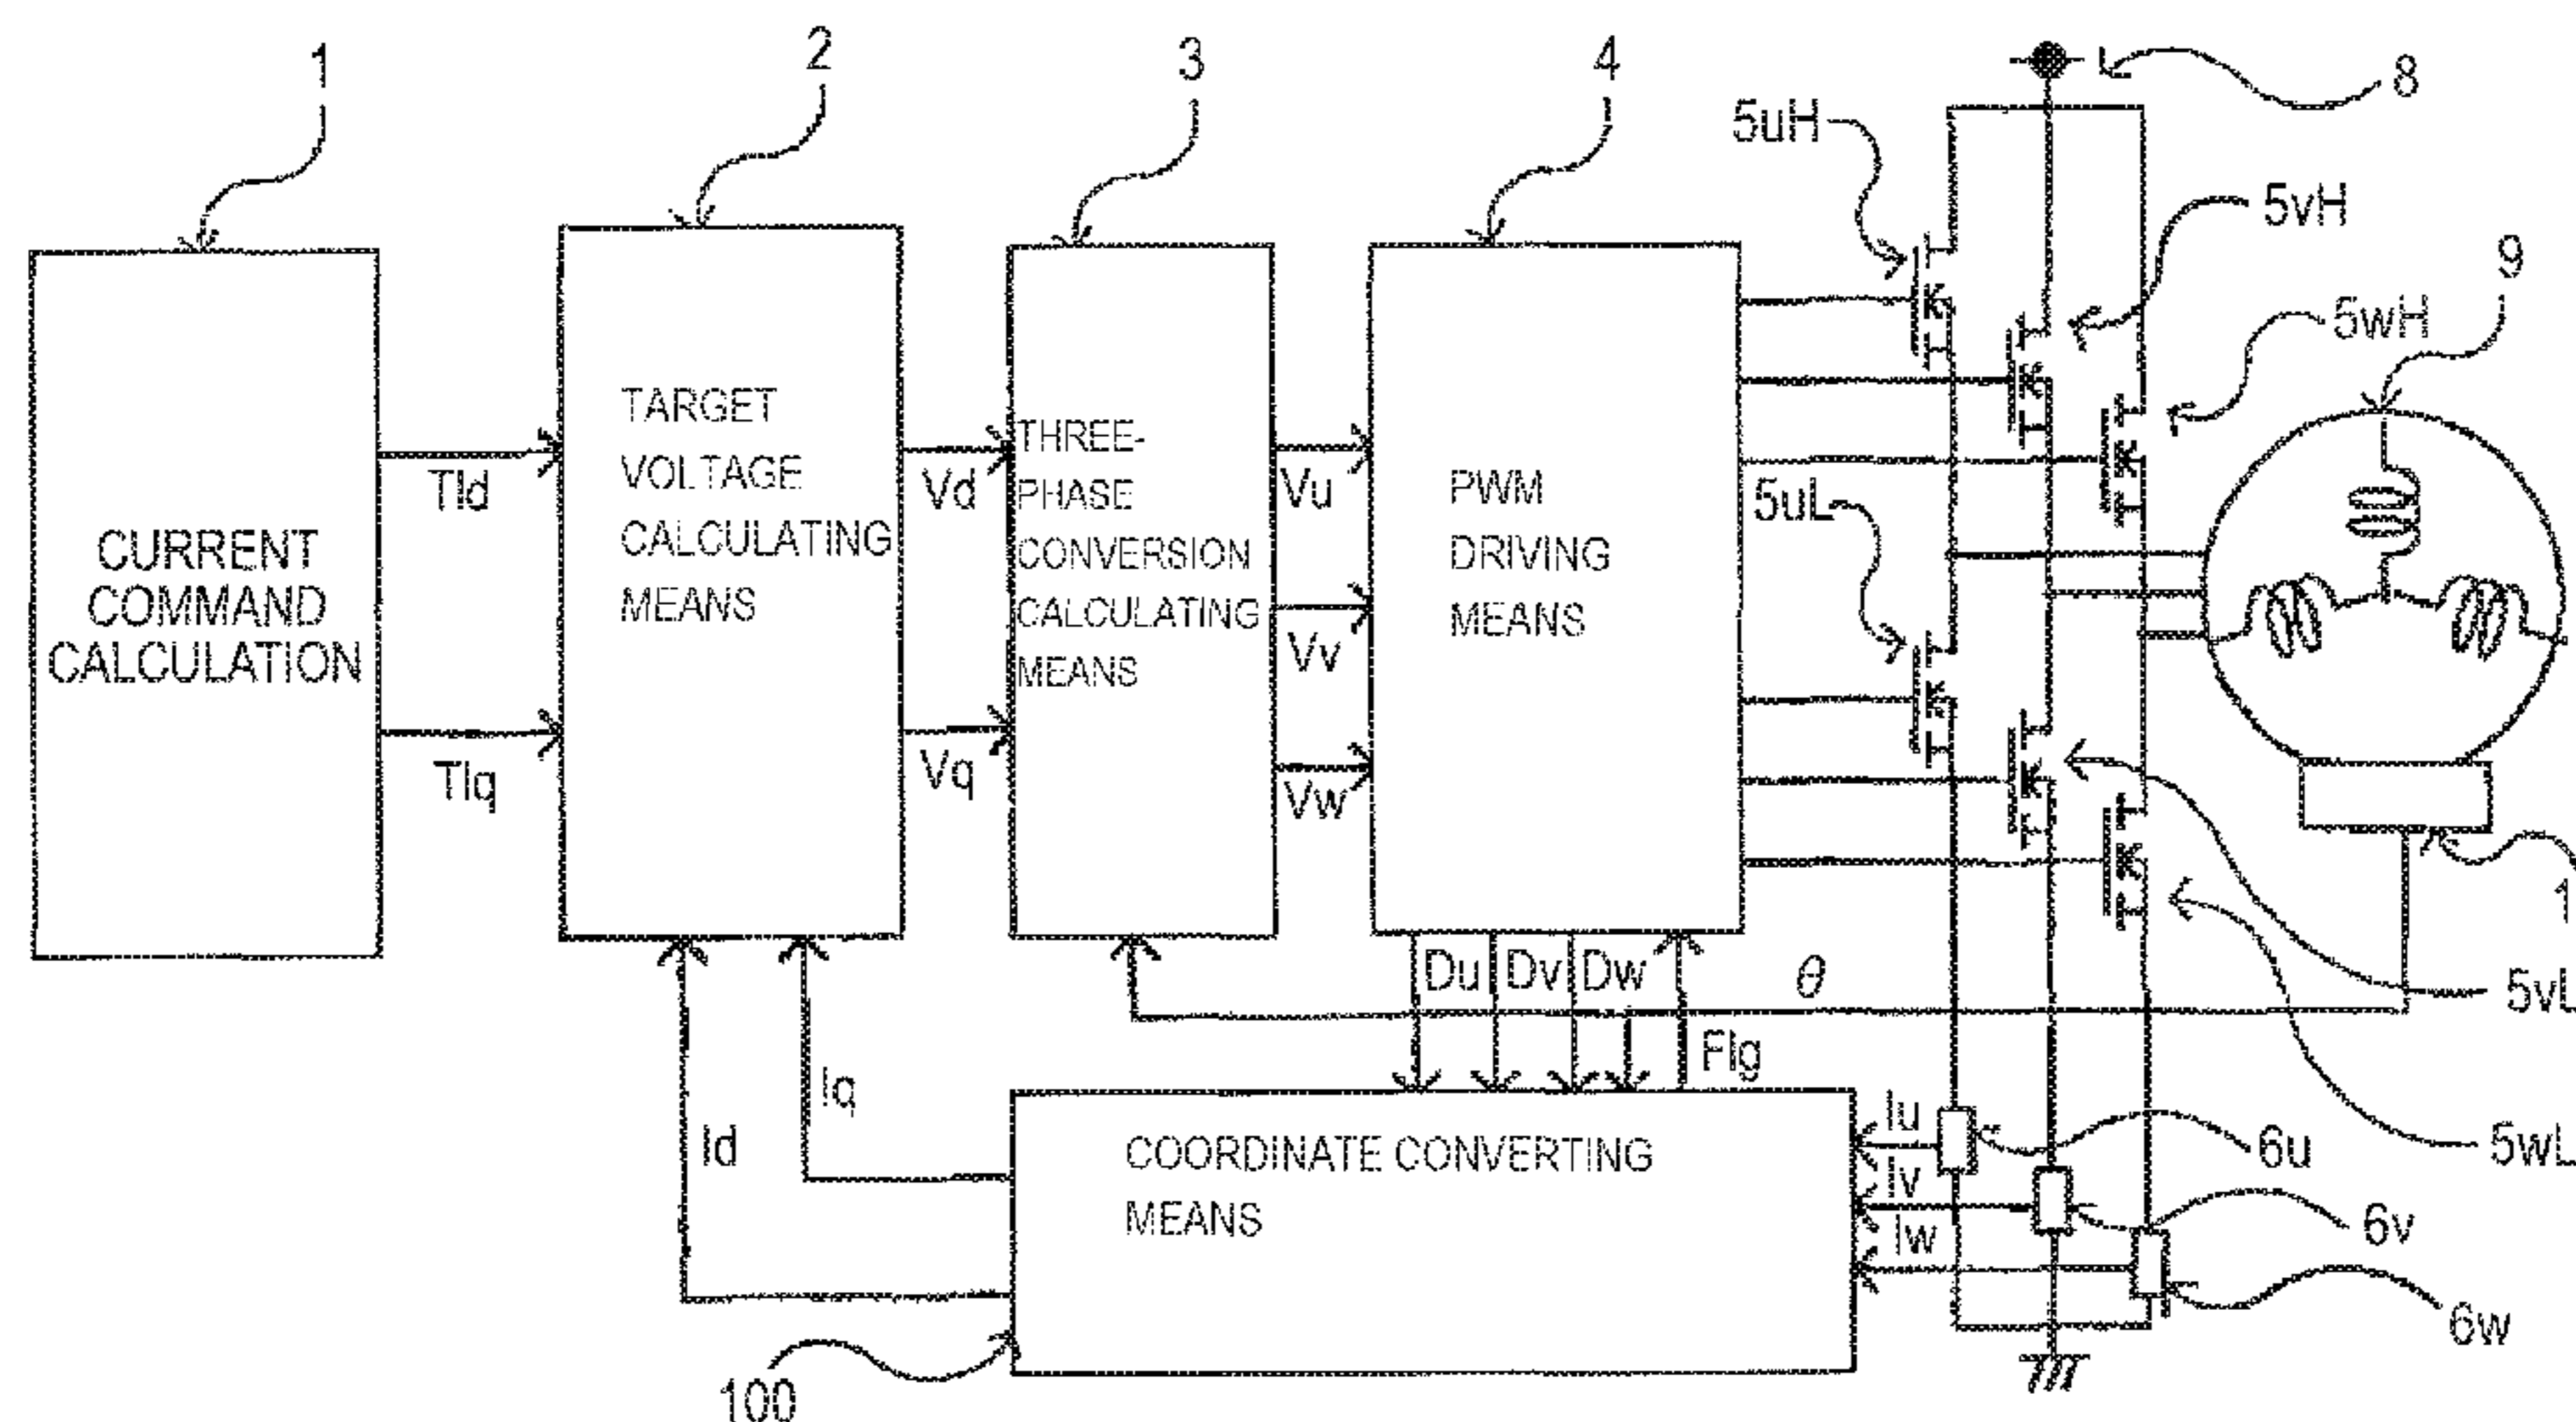 1
2
3
4
8
5uH
5vH
9
5wH
CURRENT
COMMAND
CALCULATION
TId
TIq
TARGET
VOLTAGE
CALCULATING
MEANS
Vd
Vq
THREE-
PHASE
CONVERSION
CALCULATING
MEANS
Vu
Vv
Vw
PWM
DRIVING
MEANS
5uL
1
5vL
5wL
Du
Dv
Dw
θ
Flg
Id
Iq
COORDINATE CONVERTING
MEANS
Iu
Iv
Iw
6u
6v
6w
100